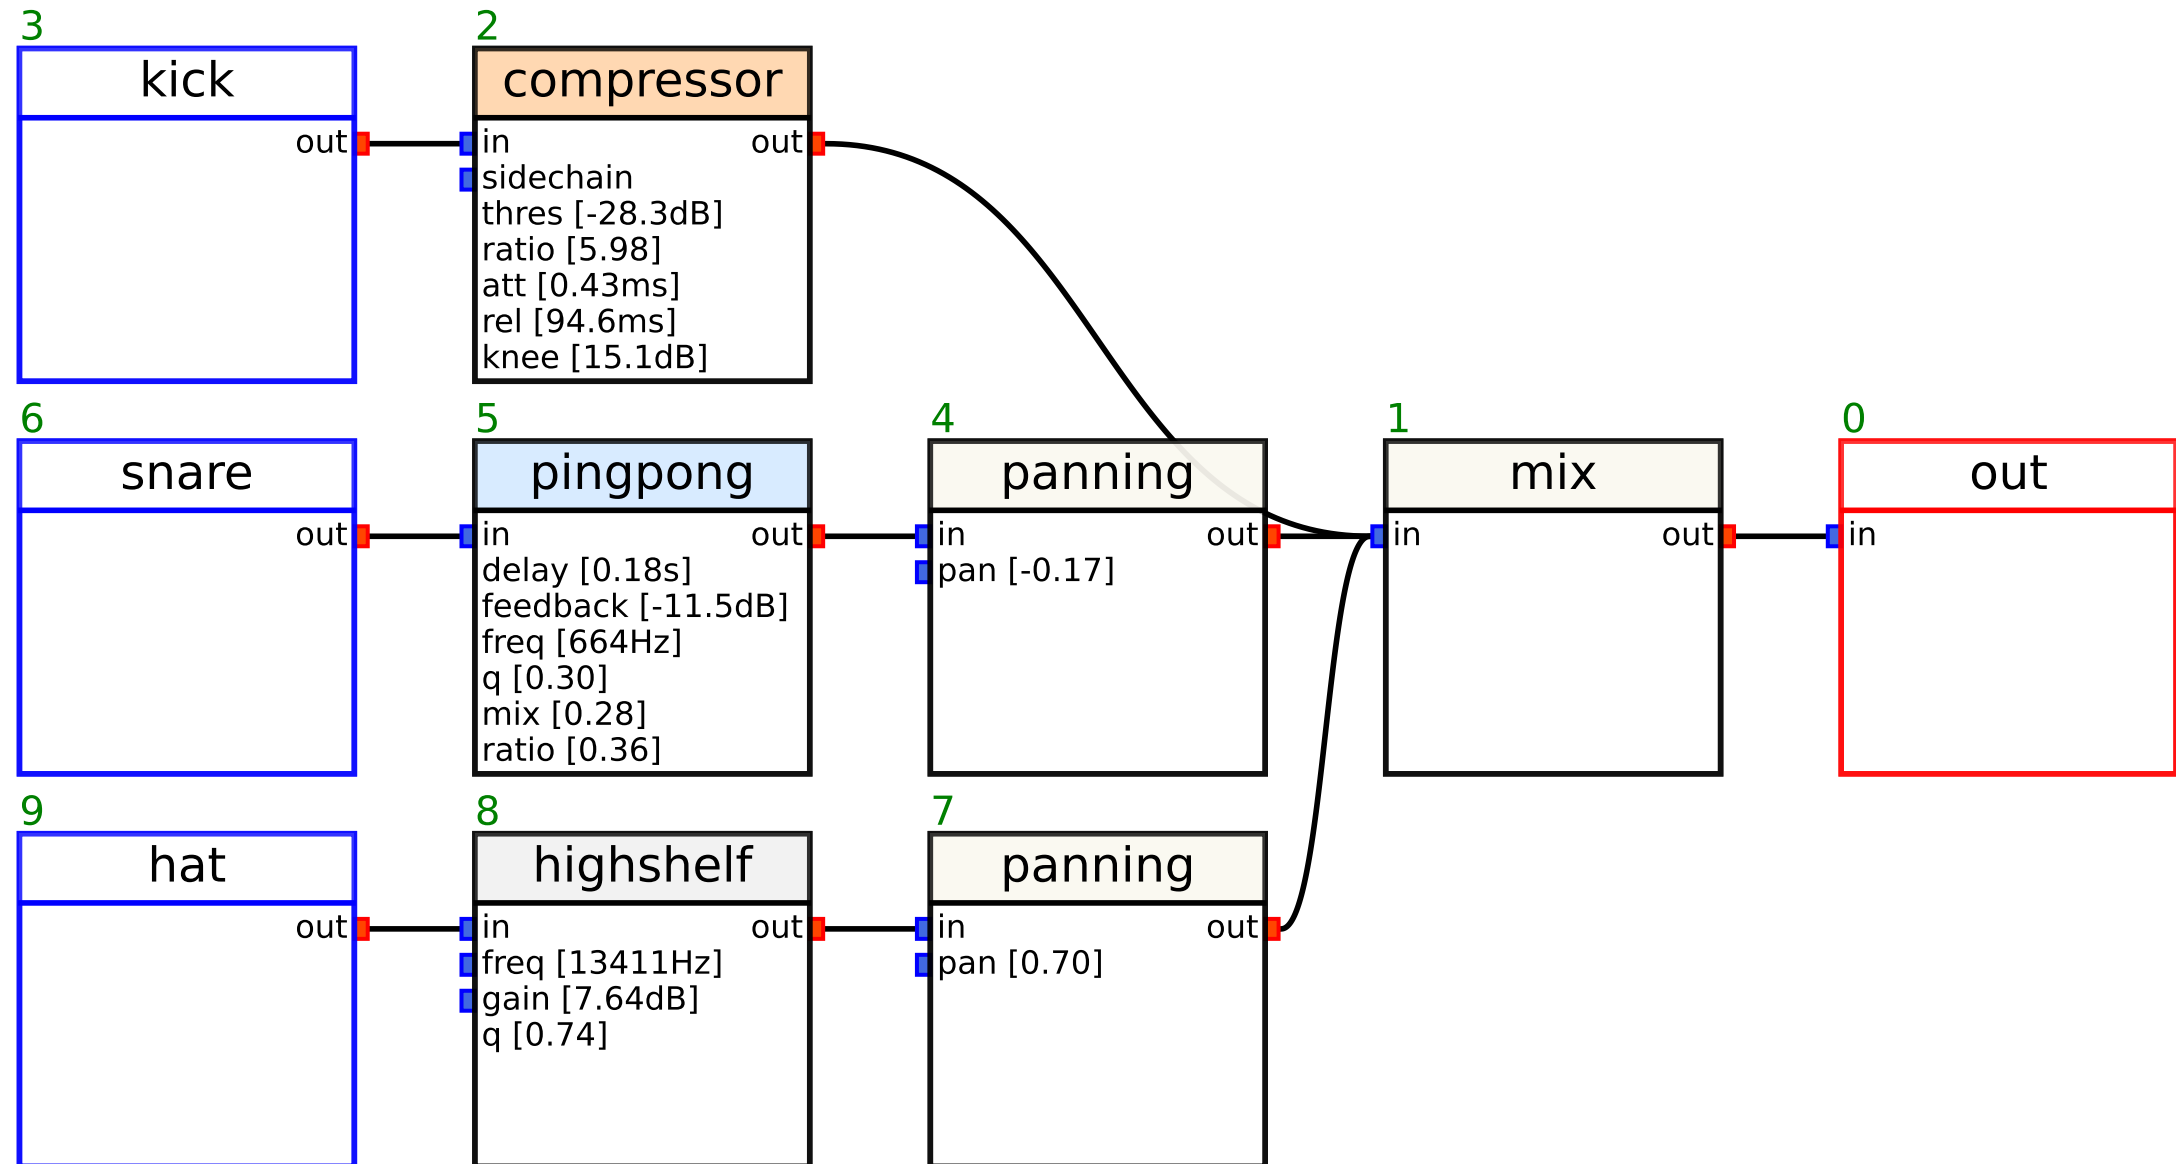 3
kick
out
2
compressor
in out
sidechain
thres [-28.3dB]
ratio [5.98]
att [0.43ms]
rel [94.6ms]
knee [15.1dB]
6
snare
out
5
pingpong
in out
delay [0.18s]
feedback [-11.5dB]
freq [664Hz]
q [0.30]
mix [0.28]
ratio [0.36]
4
panning
in out
pan [-0.17]
1
mix
in out
0
out
in
9
hat
out
8
highshelf
in out
freq [13411Hz]
gain [7.64dB]
q [0.74]
7
panning
in out
pan [0.70]